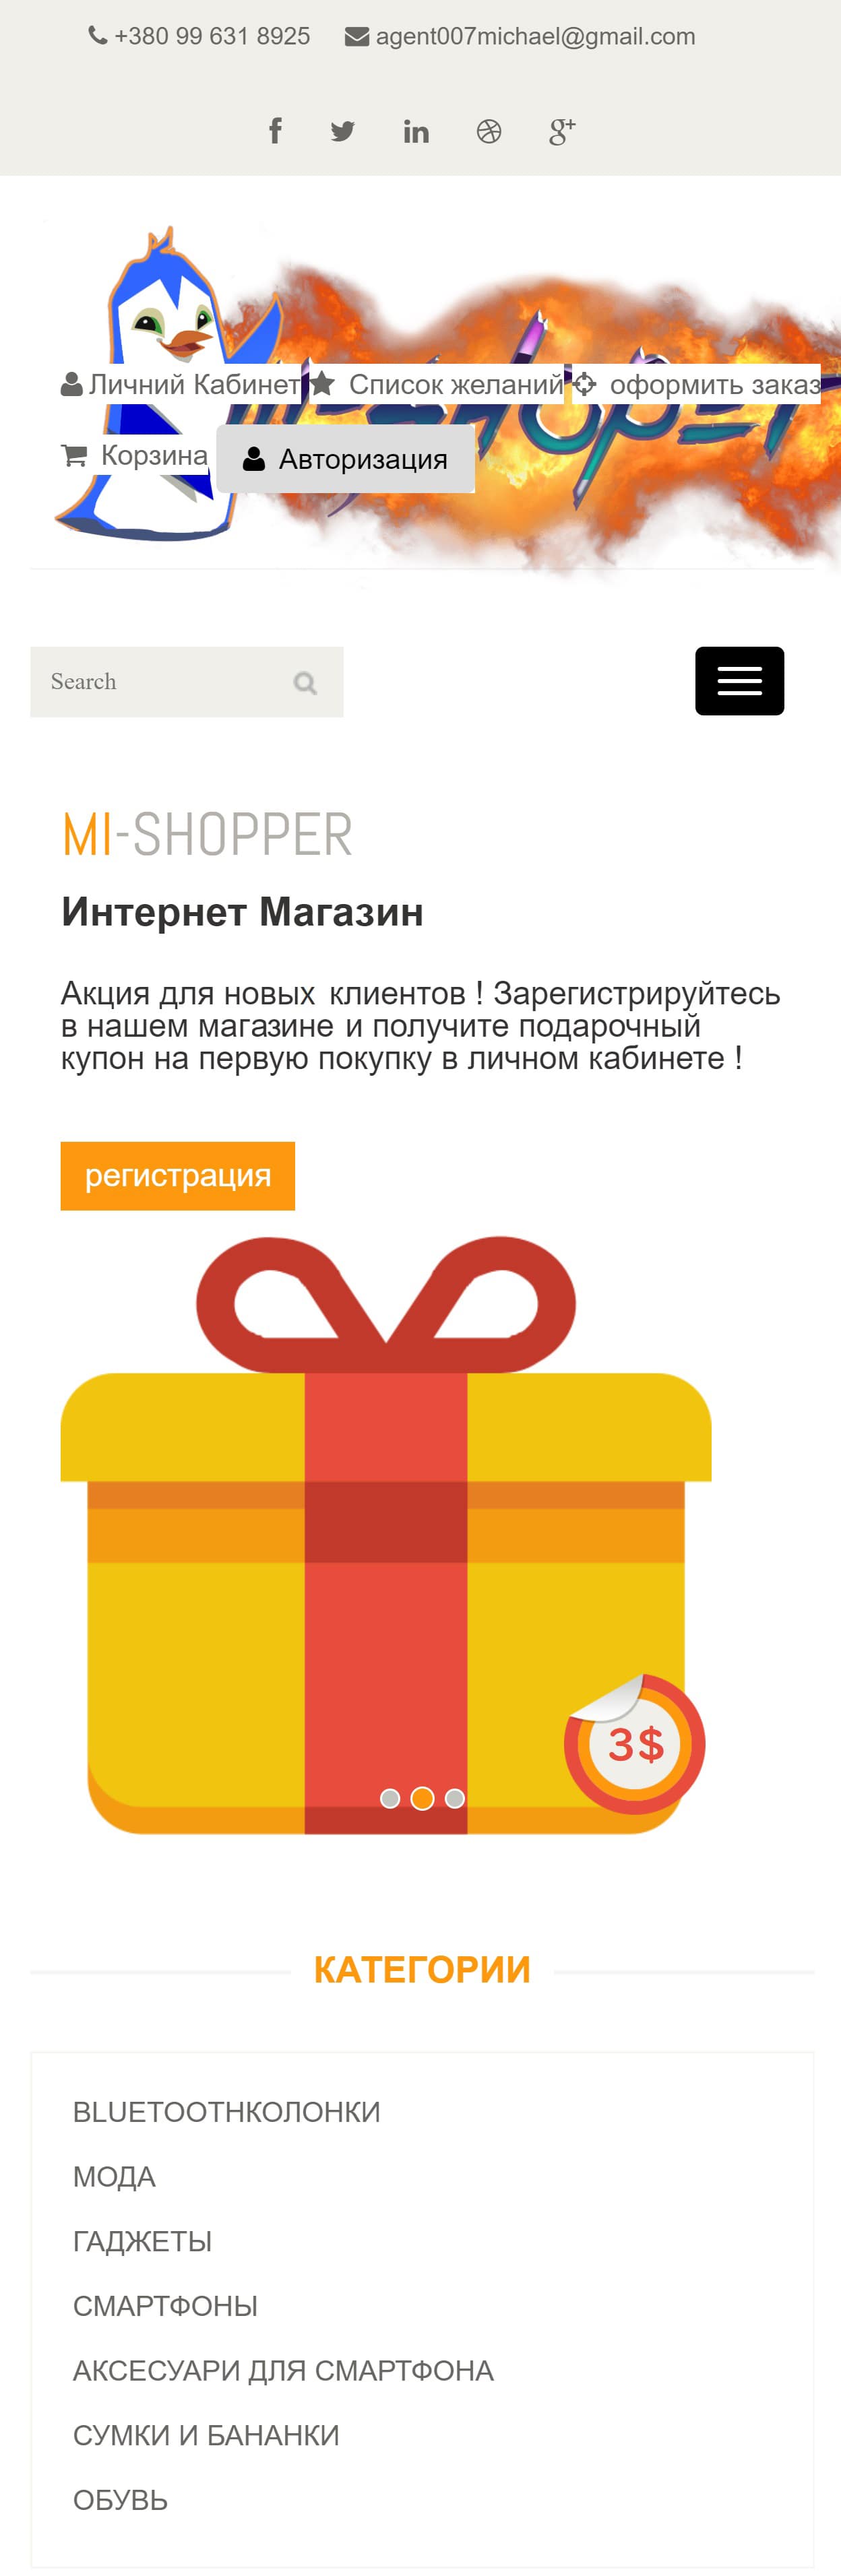 +380 99 631 8925 agent007michael@gmail.com
Личний Кабинет Список желаний оформить заказ
Корзина Авторизация
Search
MI-SHOPPER
Интернет Магазин
Акция для новых клиентов ! Зарегистрируйтесь
в нашем магазине и получите подарочный
купон на первую покупку в личном кабинете !
регистрация
3$
КАТЕГОРИИ
BLUETOOTHКОЛОНКИ
МОДА
ГАДЖЕТЫ
СМАРТФОНЫ
АКСЕСУАРИ ДЛЯ СМАРТФОНА
СУМКИ И БАНАНКИ
ОБУВЬ